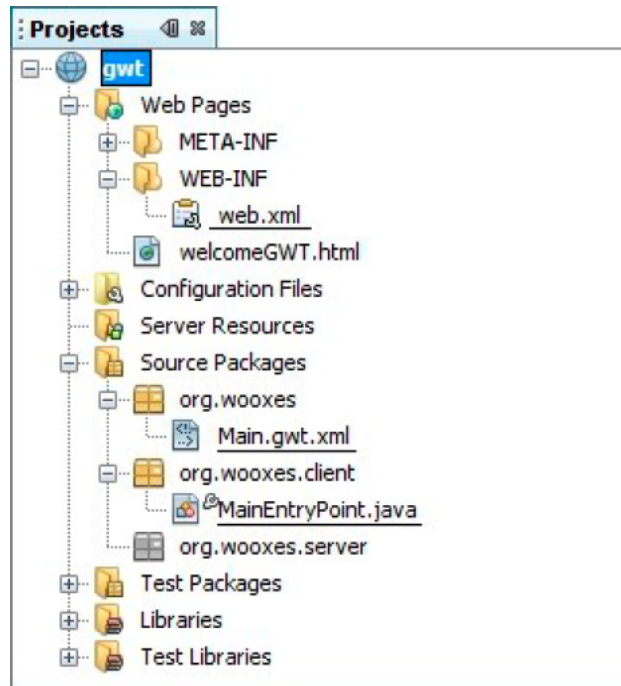 Projects
gwt
Web Pages
META-INF
WEB-INF
web.xml
welcomeGWT.html
Configuration Files
Server Resources
Source Packages
org.wooxes
Main.gwt.xml
org.wooxes.client
MainEntryPoint.java
org.wooxes.server
Test Packages
Libraries
Test Libraries